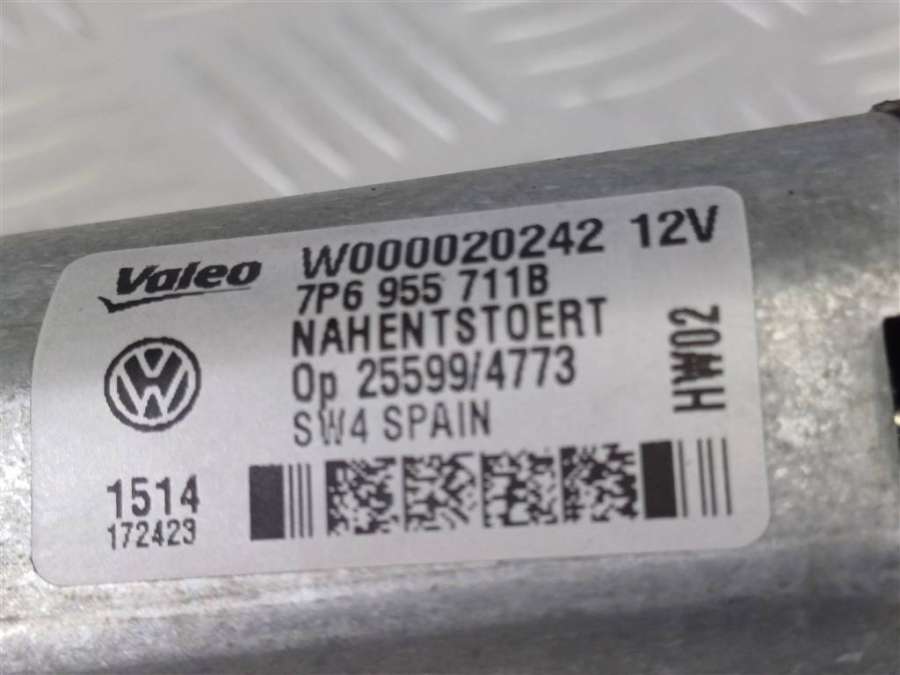 Valeo W000020242 12V
7P6 955 711B
NAHENTSTOERT
Op 25599/4773
SW4 SPAIN
HW02
1514
172423